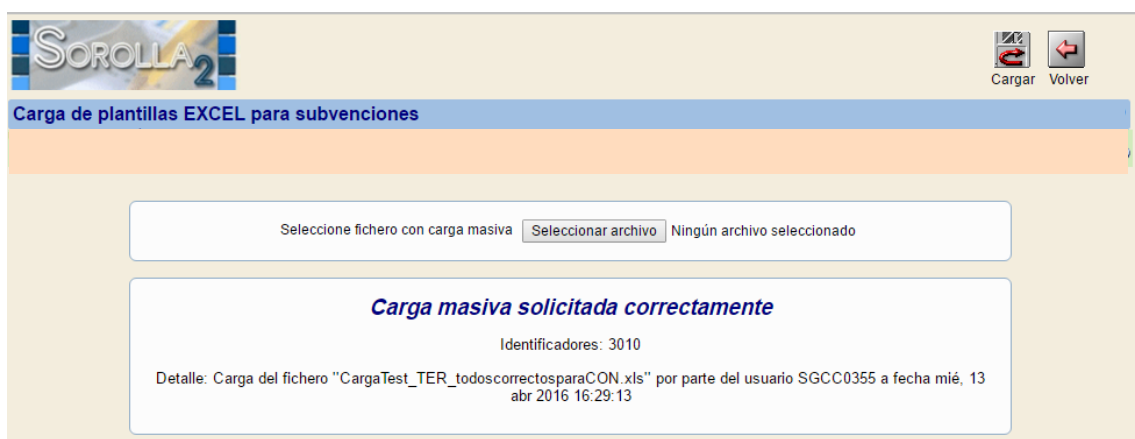 SOROLLA2
Cargar Volver
Carga de plantillas EXCEL para subvenciones
Seleccione fichero con carga masiva Seleccionar archivo Ningún archivo seleccionado
Carga masiva solicitada correctamente
Identificadores: 3010
Detalle: Carga del fichero "CargaTest_TER_todoscorrectosparaCON.xls" por parte del usuario SGCC0355 a fecha mié, 13
abr 2016 16:29:13